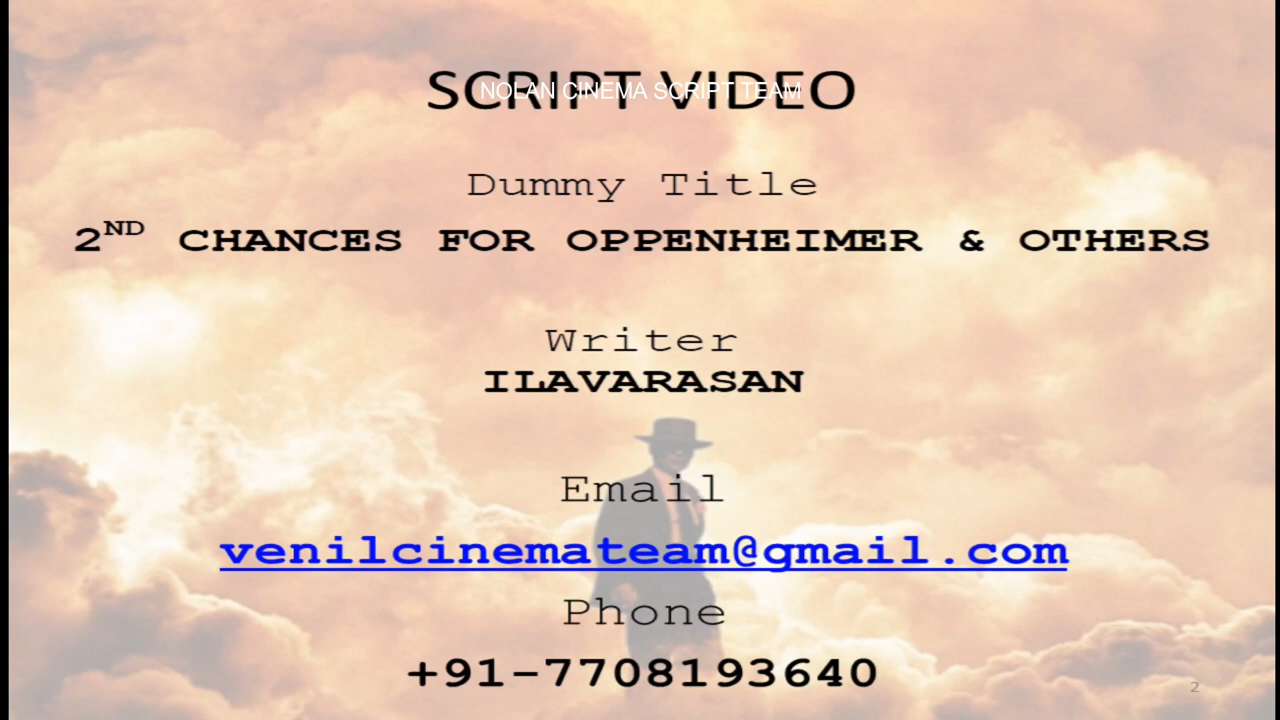 SCRIPT VIDEO
NOLAN CINEMA SCRIPT TEAM
Dummy Title
2ND CHANCES FOR OPPENHEIMER & OTHERS
Writer
ILAVARASAN
Email
venilcinemateam@gmail.com
Phone
+91-7708193640
2